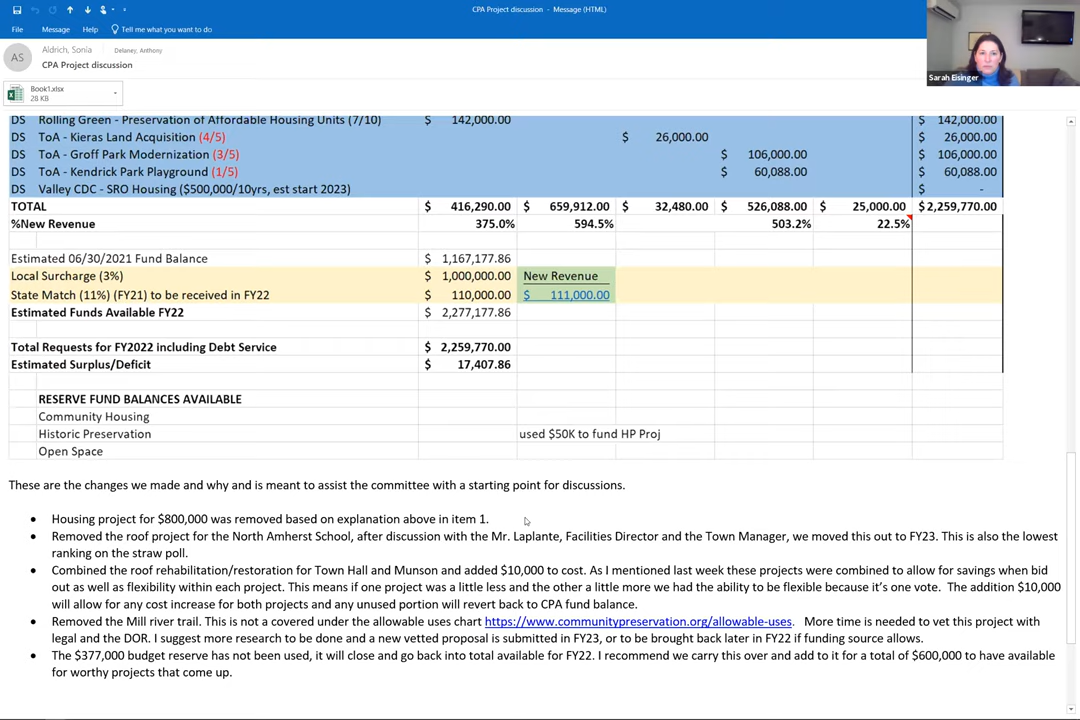 CPA Project discussion - Message (HTML)
File Message Help Tell me what you want to do
AS Aldrich, Sonia Delaney, Anthony
CPA Project discussion
Book1.xlsx
28 KB
Sarah Eisinger
DS Rolling Green - Preservation of Affordable Housing Units (7/10) $ 142,000.00 $ 142,000.00
DS ToA - Kieras Land Acquisition (4/5) $ 26,000.00 $ 26,000.00
DS ToA - Groff Park Modernization (3/5) $ 106,000.00 $ 106,000.00
DS ToA - Kendrick Park Playground (1/5) $ 60,088.00 $ 60,088.00
DS Valley CDC - SRO Housing ($500,000/10yrs, est start 2023) $ -
TOTAL $ 416,290.00 $ 659,912.00 $ 32,480.00 $ 526,088.00 $ 25,000.00 $ 2,259,770.00
%New Revenue 375.0% 594.5% 503.2% 22.5%
Estimated 06/30/2021 Fund Balance $ 1,167,177.86
Local Surcharge (3%) $ 1,000,000.00 New Revenue
State Match (11%) (FY21) to be received in FY22 $ 110,000.00 $ 111,000.00
Estimated Funds Available FY22 $ 2,277,177.86
Total Requests for FY2022 including Debt Service $ 2,259,770.00
Estimated Surplus/Deficit $ 17,407.86
RESERVE FUND BALANCES AVAILABLE
Community Housing
Historic Preservation used $50K to fund HP Proj
Open Space
These are the changes we made and why and is meant to assist the committee with a starting point for discussions.
• Housing project for $800,000 was removed based on explanation above in item 1.
• Removed the roof project for the North Amherst School, after discussion with the Mr. Laplante, Facilities Director and the Town Manager, we moved this out to FY23. This is also the lowest
ranking on the straw poll.
• Combined the roof rehabilitation/restoration for Town Hall and Munson and added $10,000 to cost. As I mentioned last week these projects were combined to allow for savings when bid
out as well as flexibility within each project. This means if one project was a little less and the other a little more we had the ability to be flexible because it's one vote. The addition $10,000
will allow for any cost increase for both projects and any unused portion will revert back to CPA fund balance.
• Removed the Mill river trail. This is not a covered under the allowable uses chart https://www.communitypreservation.org/allowable-uses. More time is needed to vet this project with
legal and the DOR. I suggest more research to be done and a new vetted proposal is submitted in FY23, or to be brought back later in FY22 if funding source allows.
• The $377,000 budget reserve has not been used, it will close and go back into total available for FY22. I recommend we carry this over and add to it for a total of $600,000 to have available
for worthy projects that come up.